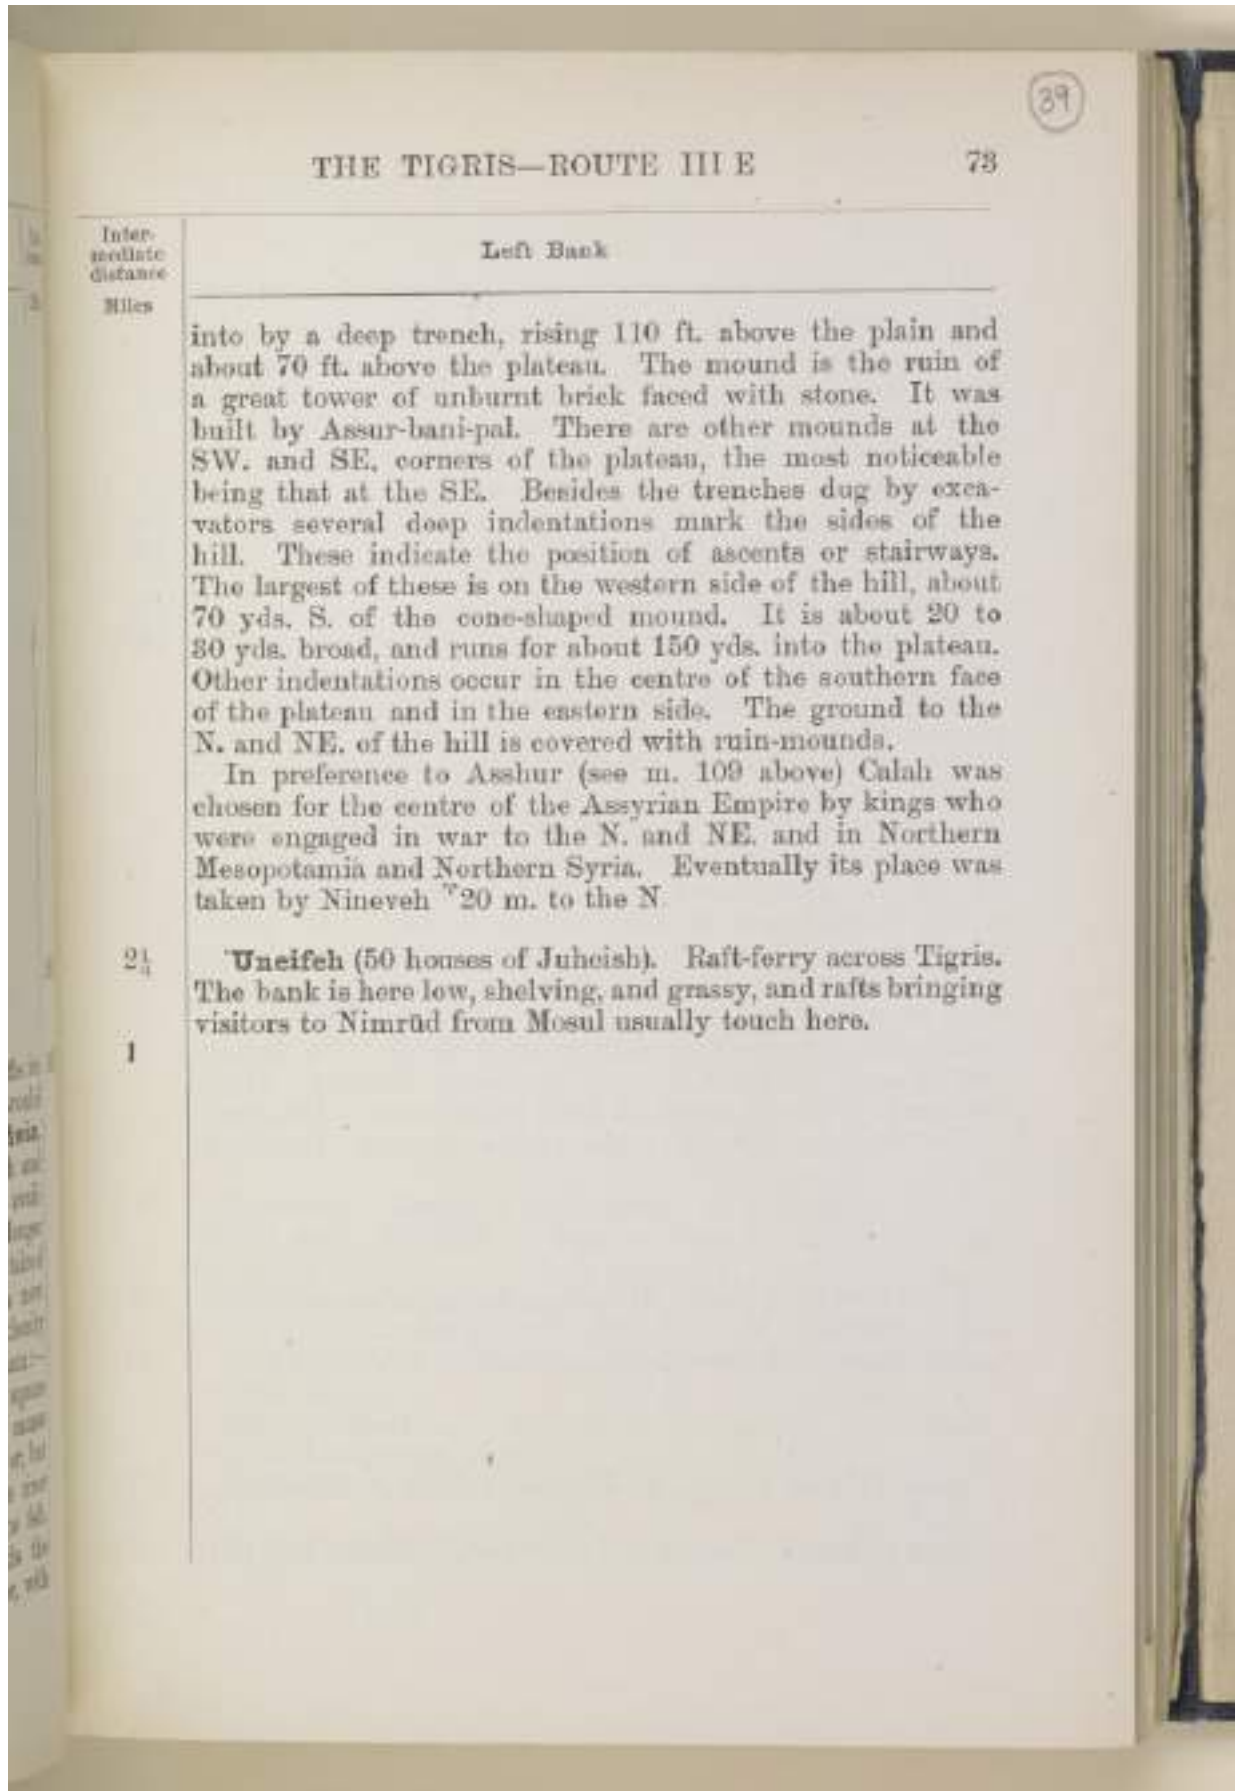 39
THE TIGRIS—ROUTE III E 73
Inter-
mediate
distance
Miles
Left Bank
into by a deep trench, rising 110 ft. above the plain and
about 70 ft. above the plateau. The mound is the ruin of
a great tower of unburnt brick faced with stone. It was
built by Assur-bani-pal. There are other mounds at the
SW. and SE. corners of the plateau, the most noticeable
being that at the SE. Besides the trenches dug by exca-
vators several deep indentations mark the sides of the
hill. These indicate the position of ascents or stairways.
The largest of these is on the western side of the hill, about
70 yds. S. of the cone-shaped mound. It is about 20 to
30 yds. broad, and runs for about 150 yds. into the plateau.
Other indentations occur in the centre of the southern face
of the plateau and in the eastern side. The ground to the
N. and NE. of the hill is covered with ruin-mounds.
In preference to Asshur (see m. 109 above) Calah was
chosen for the centre of the Assyrian Empire by kings who
were engaged in war to the N. and NE. and in Northern
Mesopotamia and Northern Syria. Eventually its place was
taken by Nineveh 20 m. to the N
2¼ 'Uneifeh (50 houses of Juheish). Raft-ferry across Tigris.
The bank is here low, shelving, and grassy, and rafts bringing
visitors to Nimrūd from Mosul usually touch here.
1